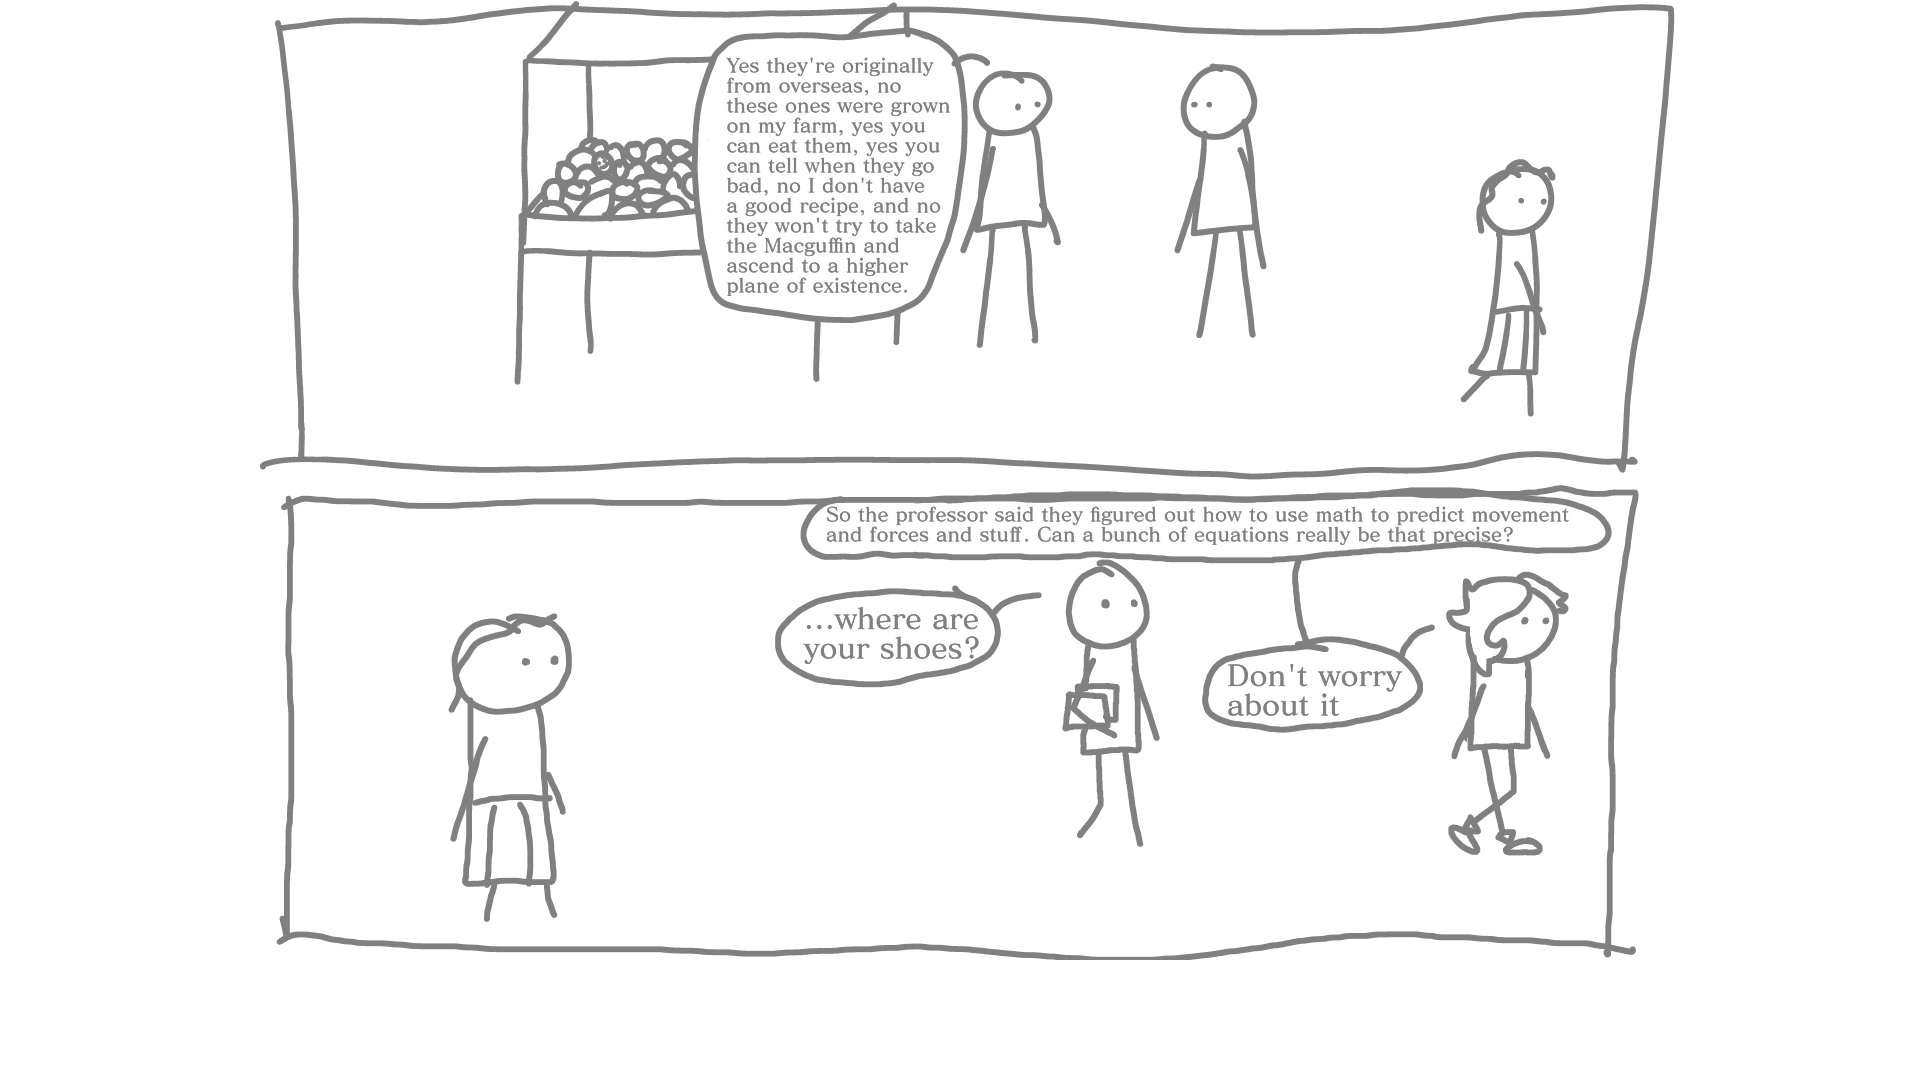 Yes they're originally
from overseas, no
these ones were grown
on my farm, yes you
can eat them, yes you
can tell when they go
bad, no I don't have
a good recipe, and no
they won't try to take
the Macguffin and
ascend to a higher
plane of existence.
So the professor said they figured out how to use math to predict movement
and forces and stuff. Can a bunch of equations really be that precise?
...where are
your shoes?
Don't worry
about it